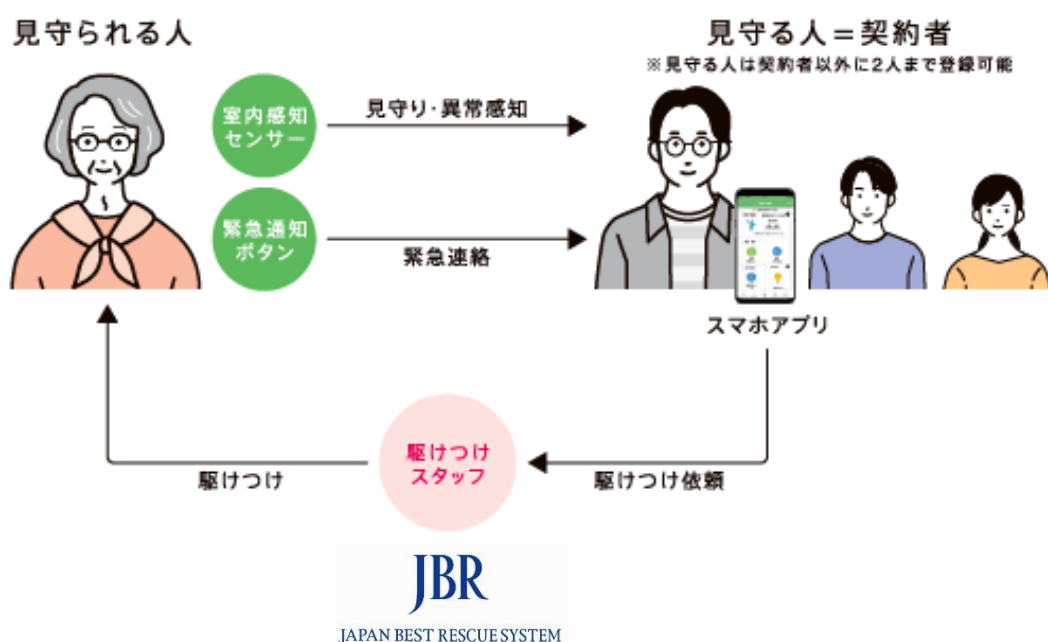 見守られる人
見守る人＝契約者
※見守る人は契約者以外に2人まで登録可能
室内感知
センサー
見守り･異常感知
緊急通知
ボタン
緊急連絡
スマホアプリ
駆けつけ
スタッフ
駆けつけ
駆けつけ依頼
JBR
JAPAN BEST RESCUE SYSTEM